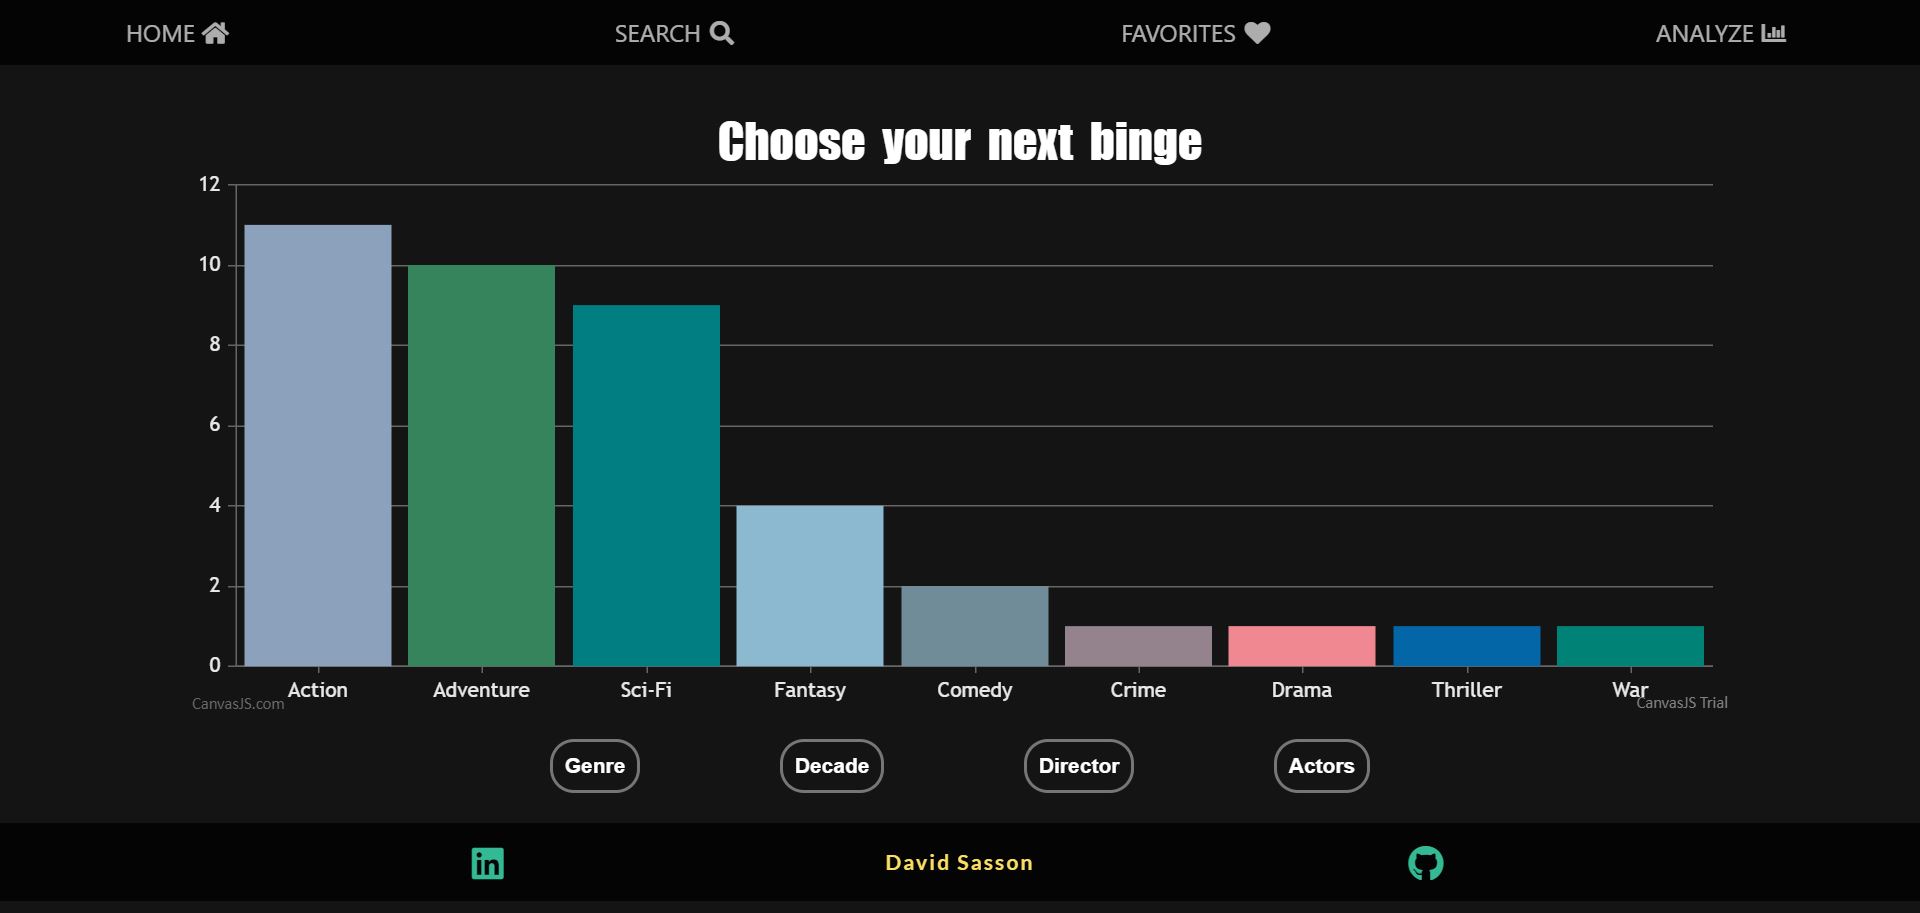 HOME SEARCH FAVORITES ANALYZE
Choose your next binge
12
10
8
6
4
2
0
Action Adventure Sci-Fi Fantasy Comedy Crime Drama Thriller War
CanvasJS.com CanvasJS Trial
Genre Decade Director Actors
in David Sasson